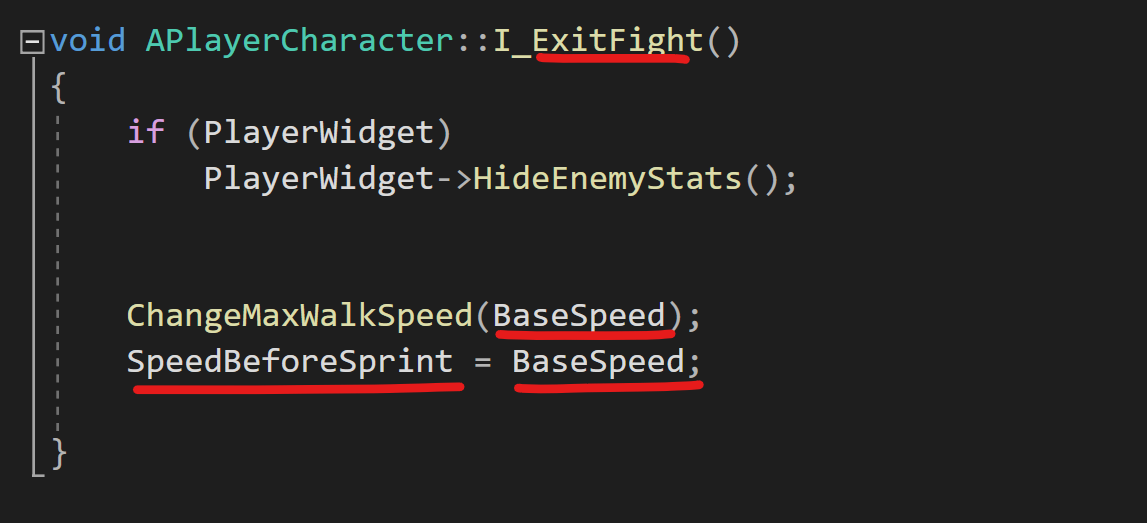 void APlayerCharacter::I_ExitFight()
{
if (PlayerWidget)
PlayerWidget->HideEnemyStats();
ChangeMaxWalkSpeed(BaseSpeed);
SpeedBeforeSprint = BaseSpeed;
}